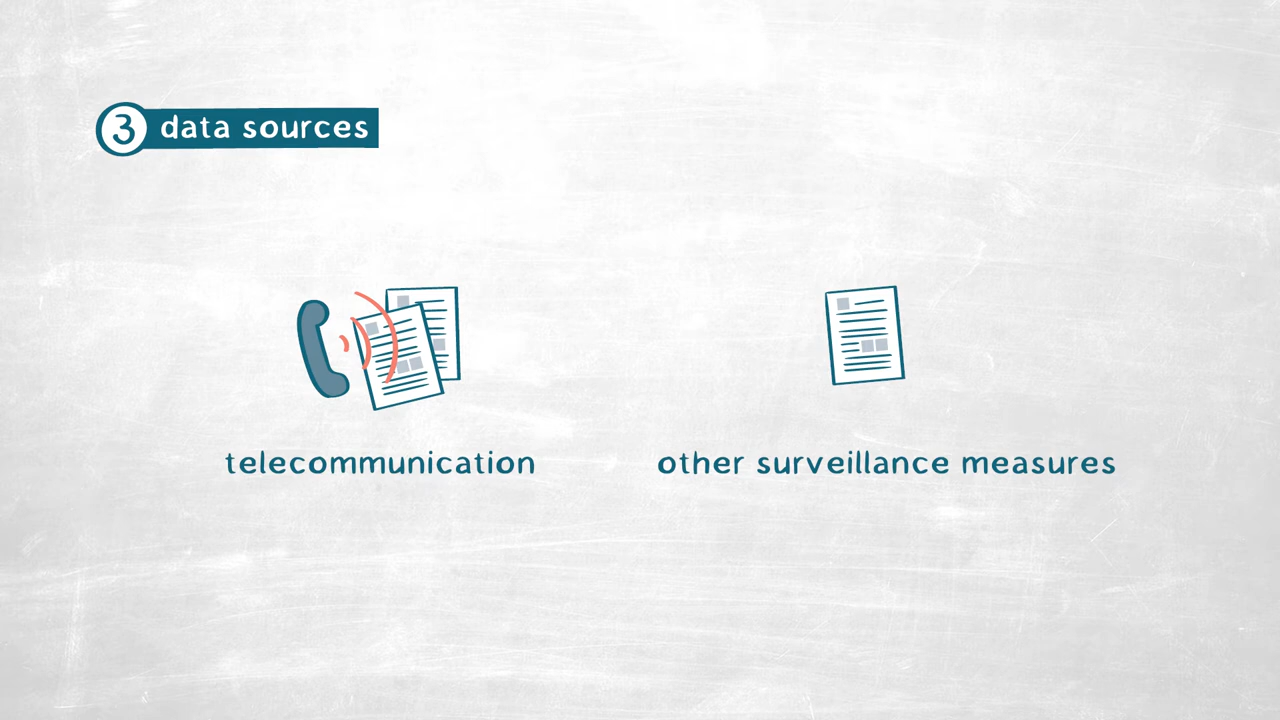 3 data sources
telecommunication
other surveillance measures